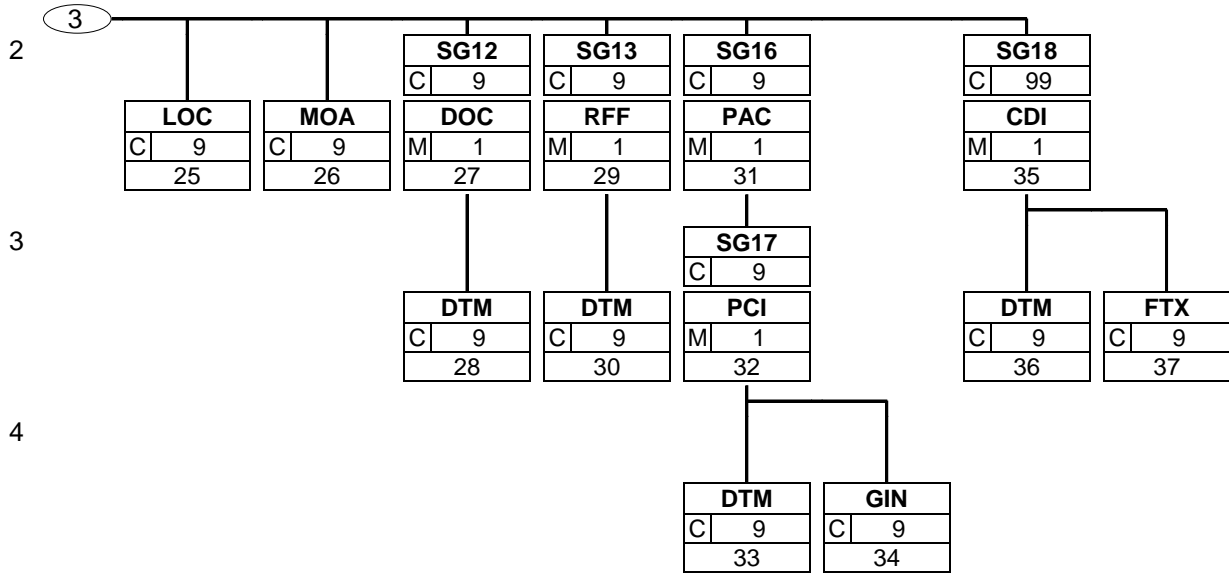 3
2
SG12 SG13 SG16 SG18
C 9 C 9 C 9 C 99
LOC MOA DOC RFF PAC CDI
C 9 C 9 M 1 M 1 M 1 M 1
25 26 27 29 31 35
3
SG17
C 9
DTM DTM PCI DTM FTX
C 9 C 9 M 1 C 9 C 9
28 30 32 36 37
4
DTM GIN
C 9 C 9
33 34